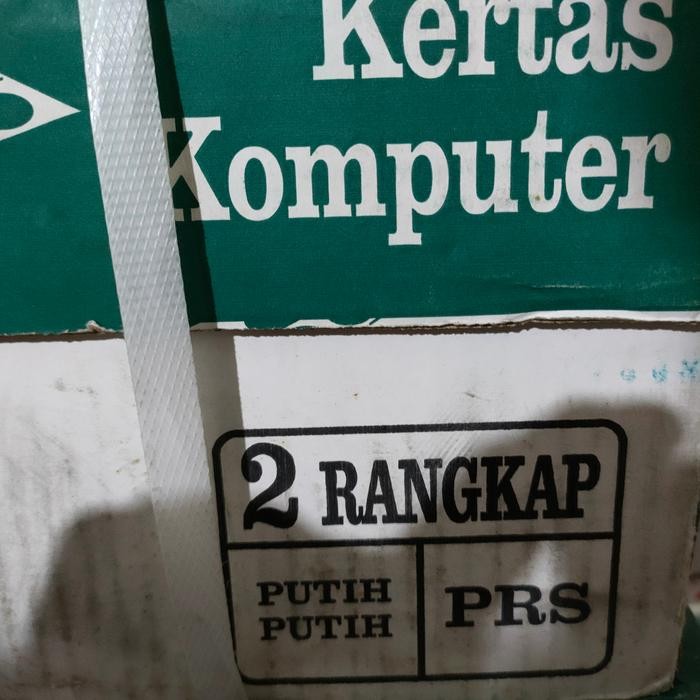 Kertas
Komputer
2 RANGKAP
PUTIH
PUTIH
PRS